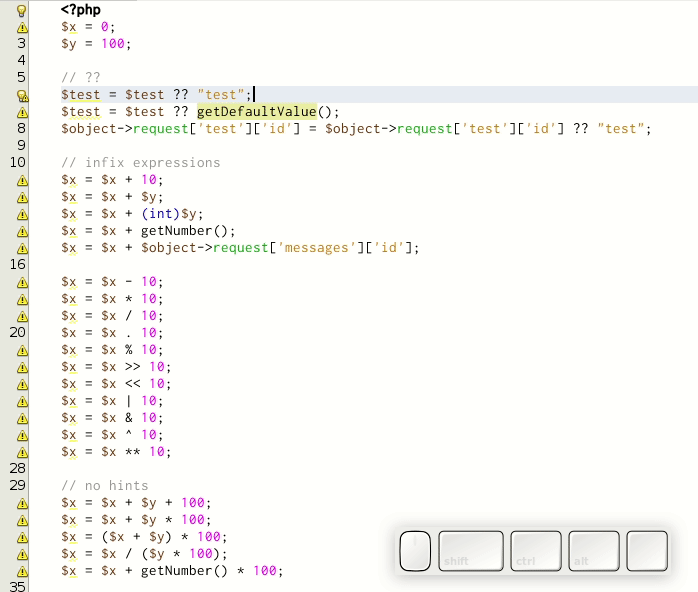 <?php
$x = 0;
3 $y = 100;
4
5 // ??
$test = $test ?? "test";
$test = $test ?? getDefaultValue();
8 $object->request['test']['id'] = $object->request['test']['id'] ?? "test";
9
10 // infix expressions
$x = $x + 10;
$x = $x + $y;
$x = $x + (int)$y;
$x = $x + getNumber();
$x = $x + $object->request['messages']['id'];
16
$x = $x - 10;
$x = $x * 10;
$x = $x / 10;
20 $x = $x . 10;
$x = $x % 10;
$x = $x >> 10;
$x = $x << 10;
$x = $x | 10;
$x = $x & 10;
$x = $x ^ 10;
$x = $x ** 10;
28
29 // no hints
$x = $x + $y + 100;
$x = $x + $y * 100;
$x = ($x + $y) * 100;
$x = $x / ($y * 100);
$x = $x + getNumber() * 100;
35
shift ctrl alt